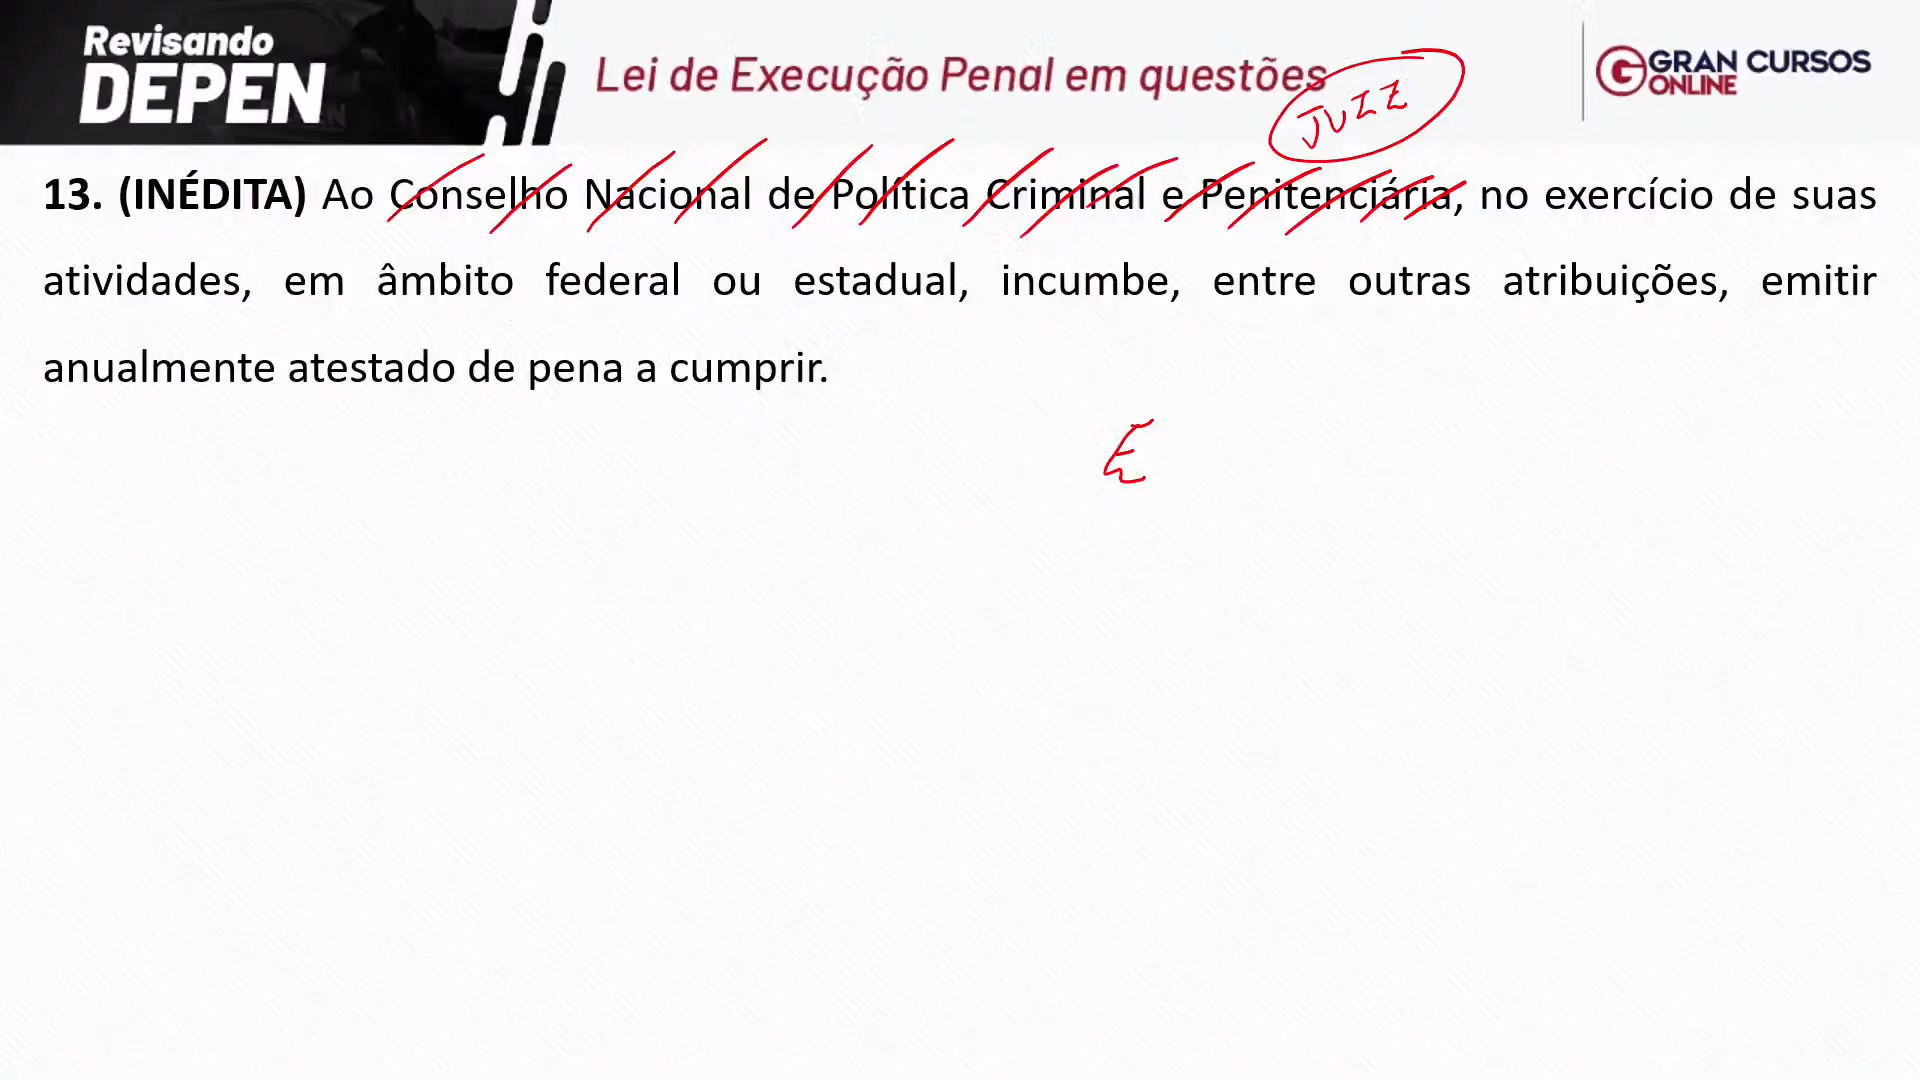 Revisando
DEPEN
Lei de Execução Penal em questões
GRAN CURSOS
ONLINE
JUIZ
13. (INÉDITA) Ao Conselho Nacional de Política Criminal e Penitenciária, no exercício de suas
atividades, em âmbito federal ou estadual, incumbe, entre outras atribuições, emitir
anualmente atestado de pena a cumprir.
E